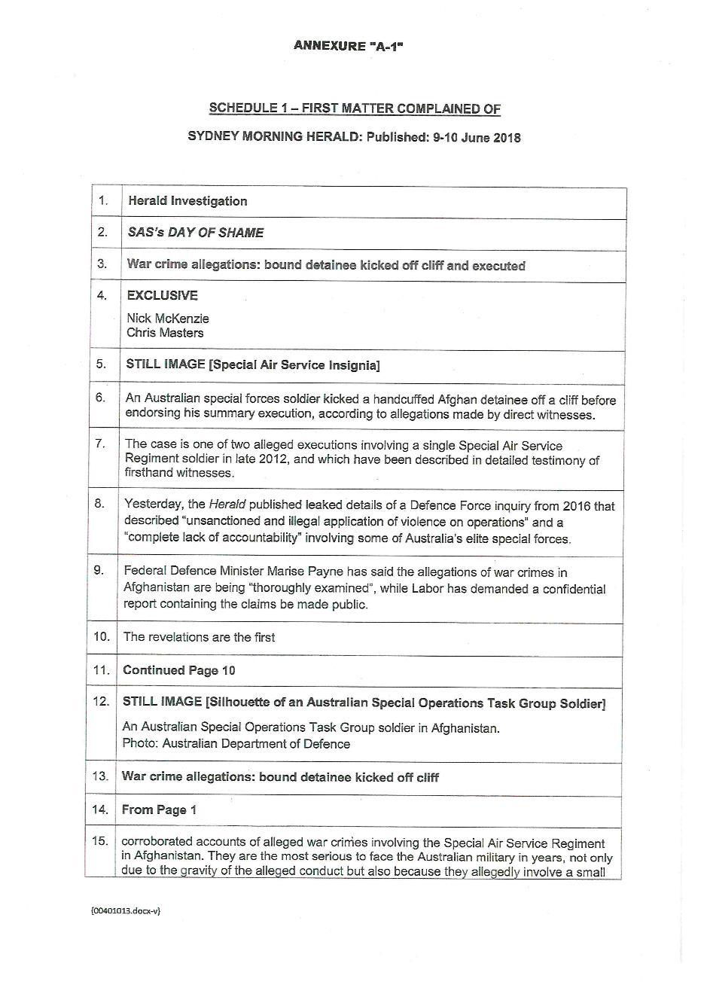 ANNEXURE "A-1"
SCHEDULE 1 – FIRST MATTER COMPLAINED OF
SYDNEY MORNING HERALD: Published: 9-10 June 2018
1. Herald Investigation
2. SAS's DAY OF SHAME
3. War crime allegations: bound detainee kicked off cliff and executed
4. EXCLUSIVE
Nick McKenzie
Chris Masters
5. STILL IMAGE [Special Air Service Insignia]
6. An Australian special forces soldier kicked a handcuffed Afghan detainee off a cliff before
endorsing his summary execution, according to allegations made by direct witnesses.
7. The case is one of two alleged executions involving a single Special Air Service
Regiment soldier in late 2012, and which have been described in detailed testimony of
firsthand witnesses.
8. Yesterday, the Herald published leaked details of a Defence Force inquiry from 2016 that
described “unsanctioned and illegal application of violence on operations” and a
“complete lack of accountability” involving some of Australia's elite special forces.
9. Federal Defence Minister Marise Payne has said the allegations of war crimes in
Afghanistan are being “thoroughly examined”, while Labor has demanded a confidential
report containing the claims be made public.
10. The revelations are the first
11. Continued Page 10
12. STILL IMAGE [Silhouette of an Australian Special Operations Task Group Soldier]
An Australian Special Operations Task Group soldier in Afghanistan.
Photo: Australian Department of Defence
13. War crime allegations: bound detainee kicked off cliff
14. From Page 1
15. corroborated accounts of alleged war crimes involving the Special Air Service Regiment
in Afghanistan. They are the most serious to face the Australian military in years, not only
due to the gravity of the alleged conduct but also because they allegedly involve a small
{00401013.docx-v}